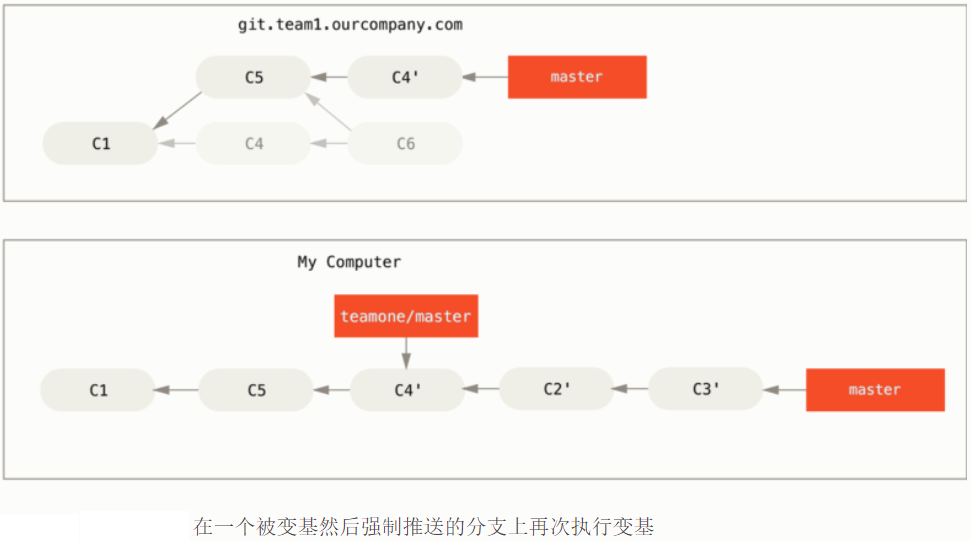 git.team1.ourcompany.com
C5 C4' master
C1 C4 C6
My Computer
teamone/master
C1 C5 C4' C2' C3' master
在一个被变基然后强制推送的分支上再次执行变基